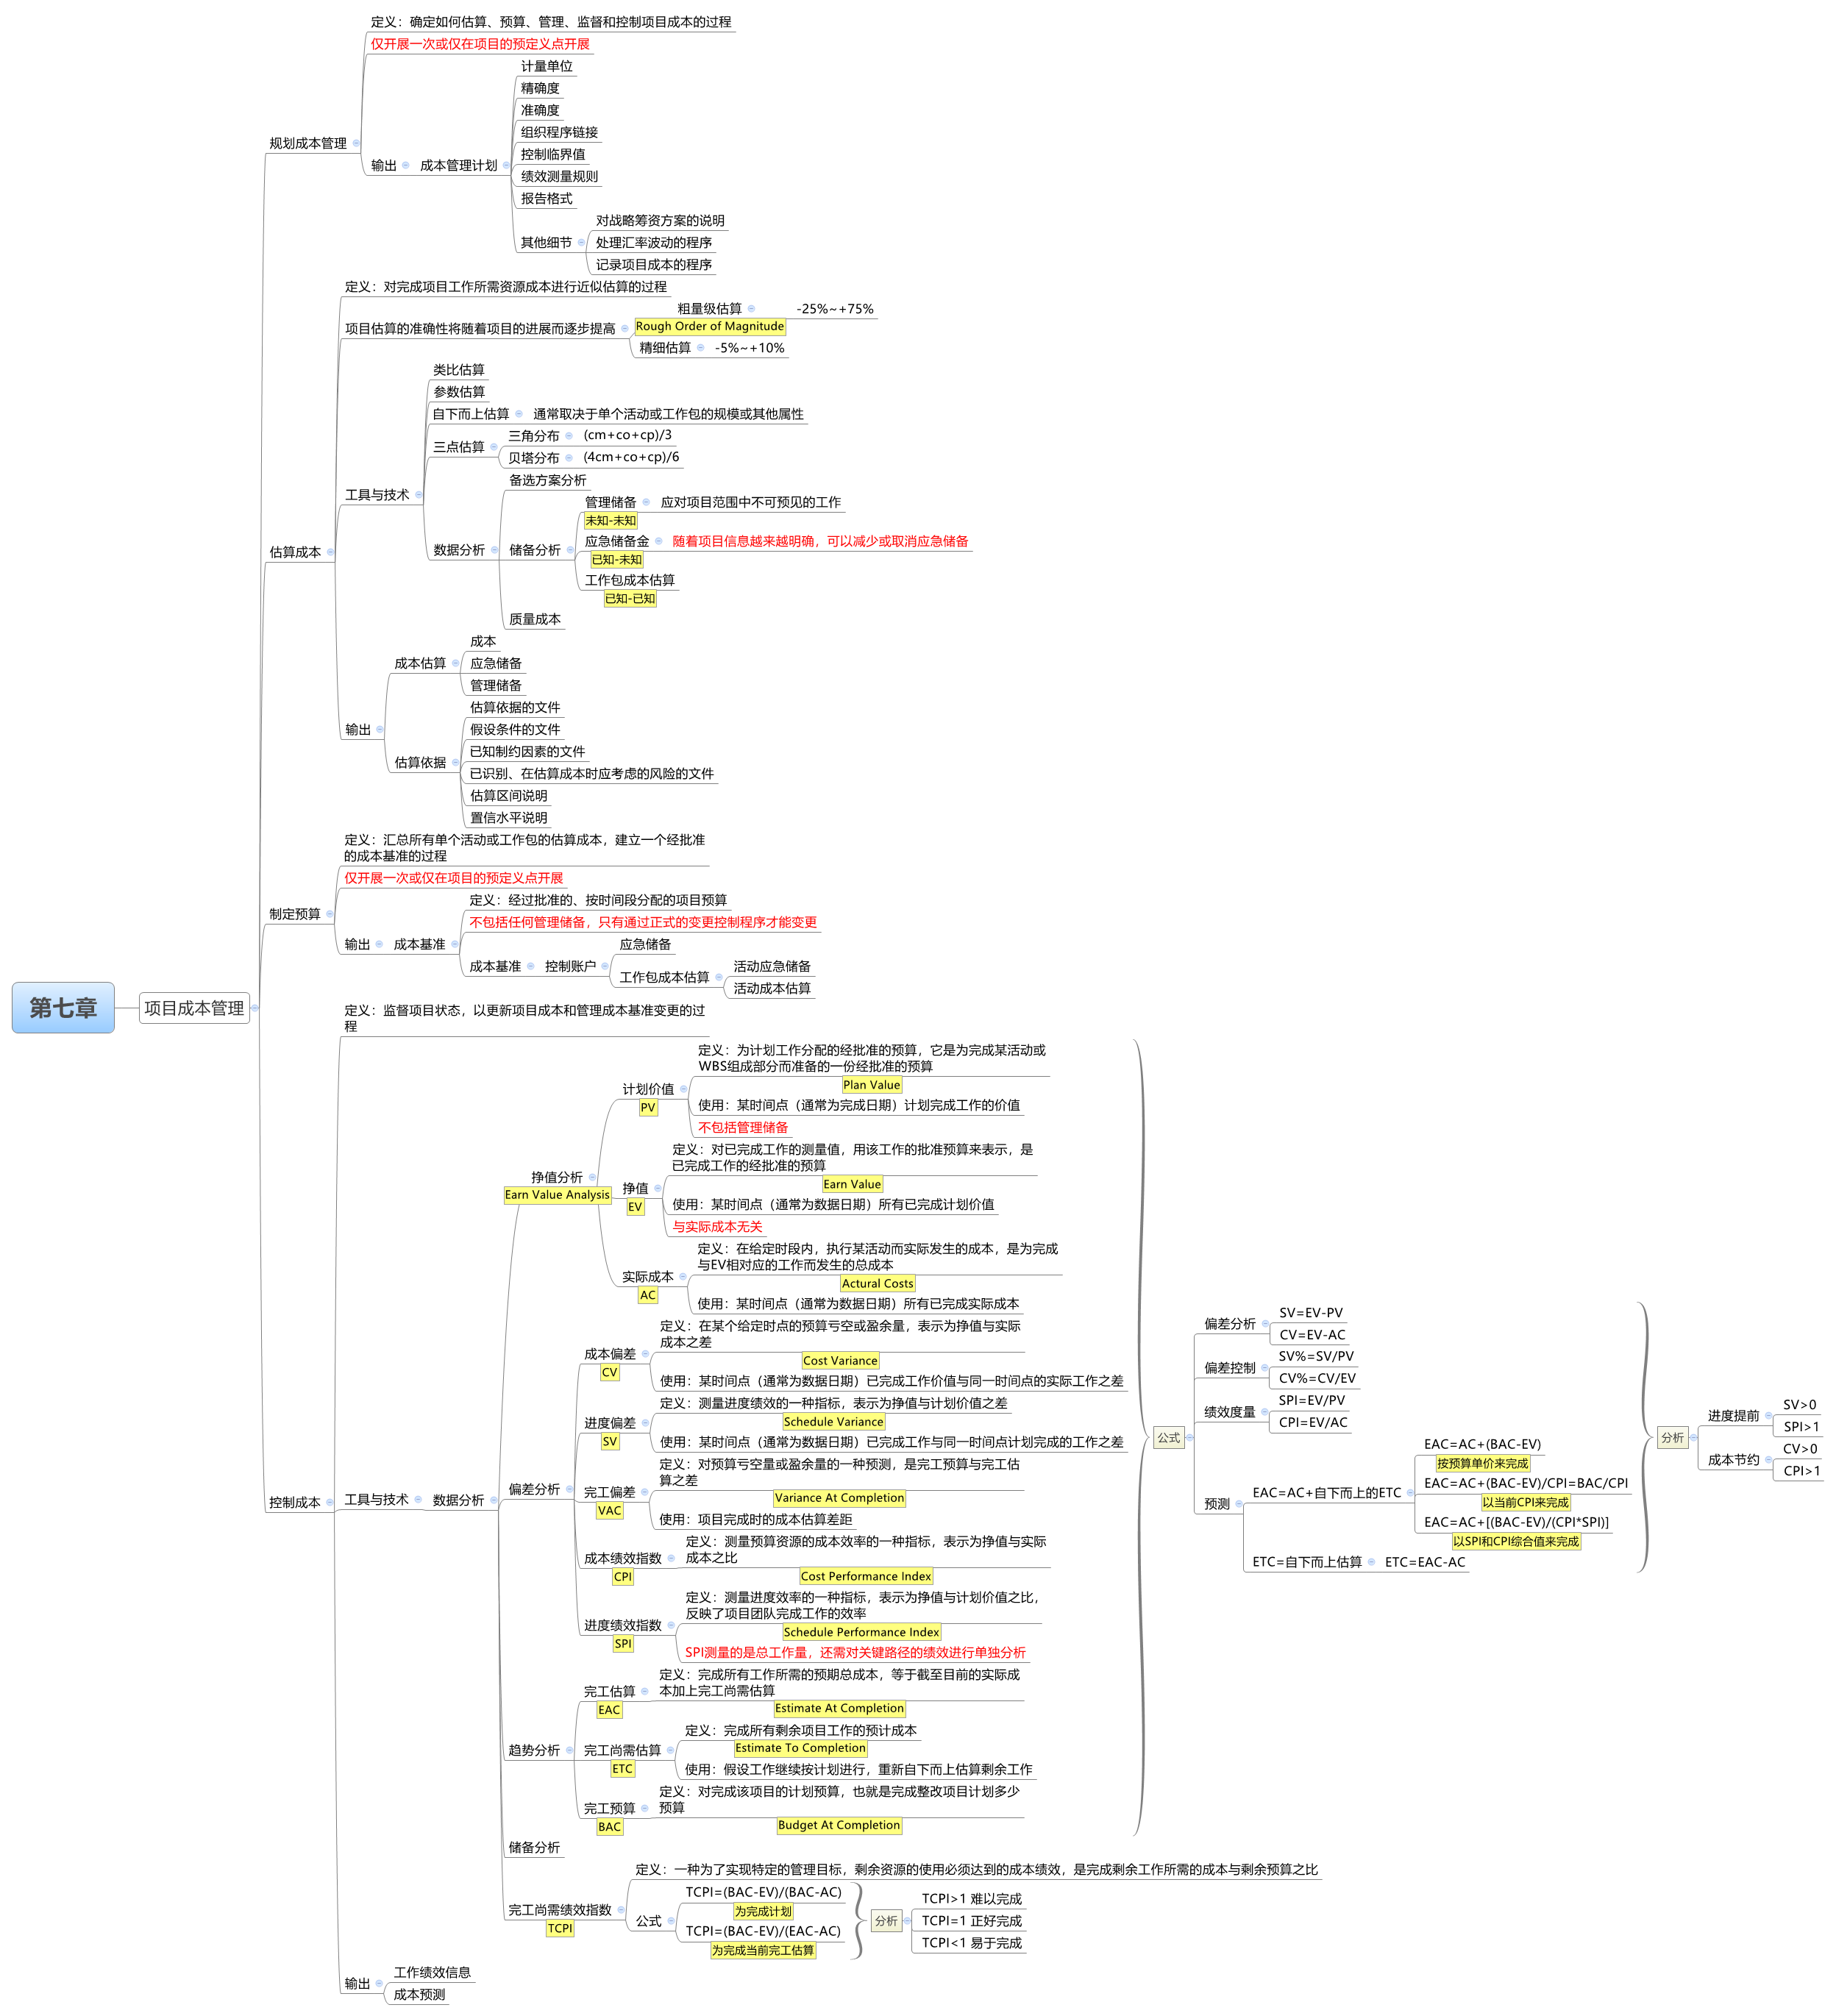 第七章
项目成本管理
规划成本管理
定义：确定如何估算、预算、管理、监督和控制项目成本的过程
仅开展一次或仅在项目的预定义点开展
输出
成本管理计划
计量单位
精确度
准确度
组织程序链接
控制临界值
绩效测量规则
报告格式
其他细节
对战略筹资方案的说明
处理汇率波动的程序
记录项目成本的程序
估算成本
定义：对完成项目工作所需资源成本进行近似估算的过程
项目估算的准确性将随着项目的进展而逐步提高
粗量级估算
Rough Order of Magnitude
-25%~+75%
精细估算
-5%~+10%
工具与技术
类比估算
参数估算
自下而上估算
通常取决于单个活动或工作包的规模或其他属性
三点估算
三角分布
(cm+co+cp)/3
贝塔分布
(4cm+co+cp)/6
数据分析
备选方案分析
储备分析
管理储备
未知-未知
应对项目范围中不可预见的工作
应急储备金
已知-未知
随着项目信息越来越明确，可以减少或取消应急储备
工作包成本估算
已知-已知
质量成本
输出
成本估算
成本
应急储备
管理储备
估算依据
估算依据的文件
假设条件的文件
已知制约因素的文件
已识别、在估算成本时应考虑的风险的文件
估算区间说明
置信水平说明
制定预算
定义：汇总所有单个活动或工作包的估算成本，建立一个经批准
的成本基准的过程
仅开展一次或仅在项目的预定义点开展
输出
成本基准
定义：经过批准的、按时间段分配的项目预算
不包括任何管理储备，只有通过正式的变更控制程序才能变更
成本基准
控制账户
应急储备
工作包成本估算
活动应急储备
活动成本估算
控制成本
定义：监督项目状态，以更新项目成本和管理成本基准变更的过
程
工具与技术
数据分析
挣值分析
Earn Value Analysis
计划价值
PV
定义：为计划工作分配的经批准的预算，它是为完成某活动或
WBS组成部分而准备的一份经批准的预算
Plan Value
使用：某时间点（通常为完成日期）计划完成工作的价值
不包括管理储备
挣值
EV
定义：对已完成工作的测量值，用该工作的批准预算来表示，是
已完成工作的经批准的预算
Earn Value
使用：某时间点（通常为数据日期）所有已完成计划价值
与实际成本无关
实际成本
AC
定义：在给定时段内，执行某活动而实际发生的成本，是为完成
与EV相对应的工作而发生的总成本
Actural Costs
使用：某时间点（通常为数据日期）所有已完成实际成本
偏差分析
成本偏差
CV
定义：在某个给定时点的预算亏空或盈余量，表示为挣值与实际
成本之差
Cost Variance
使用：某时间点（通常为数据日期）已完成工作价值与同一时间点的实际工作之差
进度偏差
SV
定义：测量进度绩效的一种指标，表示为挣值与计划价值之差
Schedule Variance
使用：某时间点（通常为数据日期）已完成工作与同一时间点计划完成的工作之差
完工偏差
VAC
定义：对预算亏空量或盈余量的一种预测，是完工预算与完工估
算之差
Variance At Completion
使用：项目完成时的成本估算差距
成本绩效指数
CPI
定义：测量预算资源的成本效率的一种指标，表示为挣值与实际
成本之比
Cost Performance Index
进度绩效指数
SPI
定义：测量进度效率的一种指标，表示为挣值与计划价值之比，
反映了项目团队完成工作的效率
Schedule Performance Index
SPI测量的是总工作量，还需对关键路径的绩效进行单独分析
趋势分析
完工估算
EAC
定义：完成所有工作所需的预期总成本，等于截至目前的实际成
本加上完工尚需估算
Estimate At Completion
完工尚需估算
ETC
定义：完成所有剩余项目工作的预计成本
Estimate To Completion
使用：假设工作继续按计划进行，重新自下而上估算剩余工作
完工预算
BAC
定义：对完成该项目的计划预算，也就是完成整改项目计划多少
预算
Budget At Completion
储备分析
完工尚需绩效指数
TCPI
定义：一种为了实现特定的管理目标，剩余资源的使用必须达到的成本绩效，是完成剩余工作所需的成本与剩余预算之比
公式
TCPI=(BAC-EV)/(BAC-AC)
为完成计划
TCPI=(BAC-EV)/(EAC-AC)
为完成当前完工估算
分析
TCPI>1 难以完成
TCPI=1 正好完成
TCPI<1 易于完成
输出
工作绩效信息
成本预测
公式
偏差分析
SV=EV-PV
CV=EV-AC
偏差控制
SV%=SV/PV
CV%=CV/EV
绩效度量
SPI=EV/PV
CPI=EV/AC
预测
EAC=AC+自下而上的ETC
EAC=AC+(BAC-EV)
按预算单价来完成
EAC=AC+(BAC-EV)/CPI=BAC/CPI
以当前CPI来完成
EAC=AC+[(BAC-EV)/(CPI*SPI)]
以SPI和CPI综合值来完成
ETC=自下而上估算
ETC=EAC-AC
分析
进度提前
SV>0
SPI>1
成本节约
CV>0
CPI>1